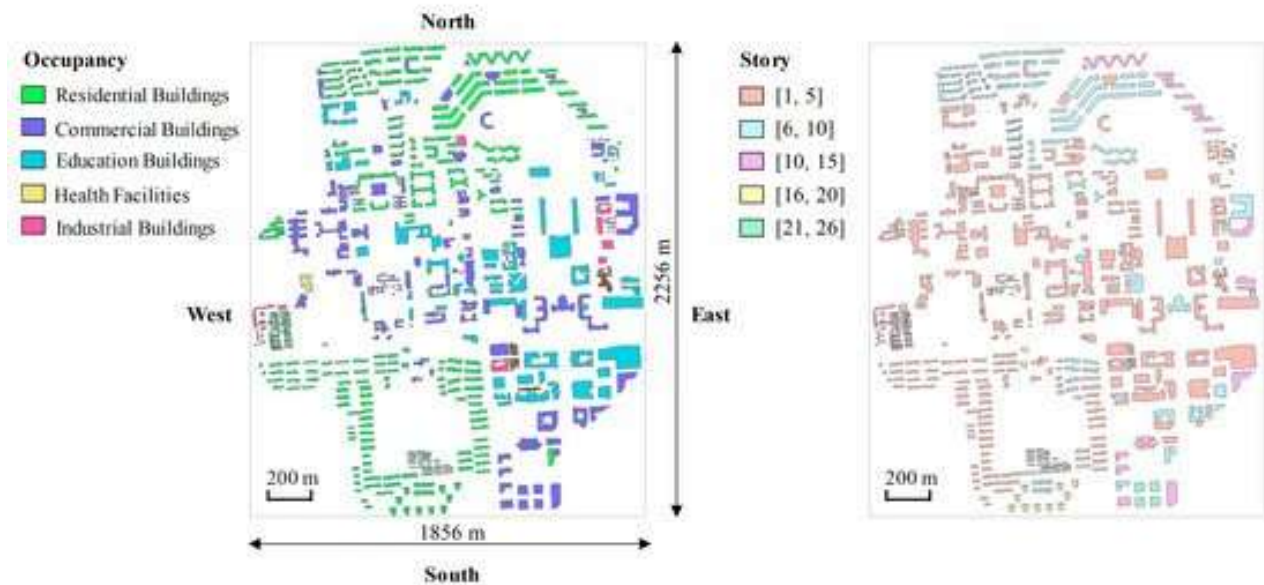 North
Occupancy
Residential Buildings
Commercial Buildings
Education Buildings
Health Facilities
Industrial Buildings
West
200 m
1856 m
South
2256 m
East
Story
[1, 5]
[6, 10]
[10, 15]
[16, 20]
[21, 26]
200 m